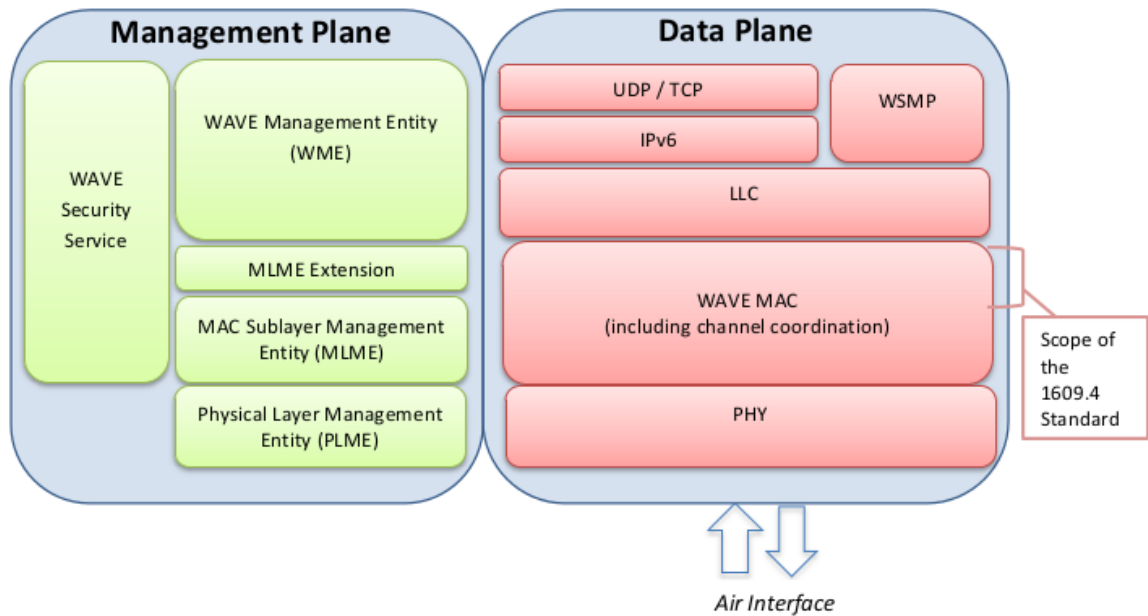 Management Plane
WAVE
Security
Service
WAVE Management Entity
(WME)
MLME Extension
MAC Sublayer Management
Entity (MLME)
Physical Layer Management
Entity (PLME)
Data Plane
UDP / TCP
WSMP
IPv6
LLC
WAVE MAC
(including channel coordination)
PHY
Scope of
the
1609.4
Standard
Air Interface